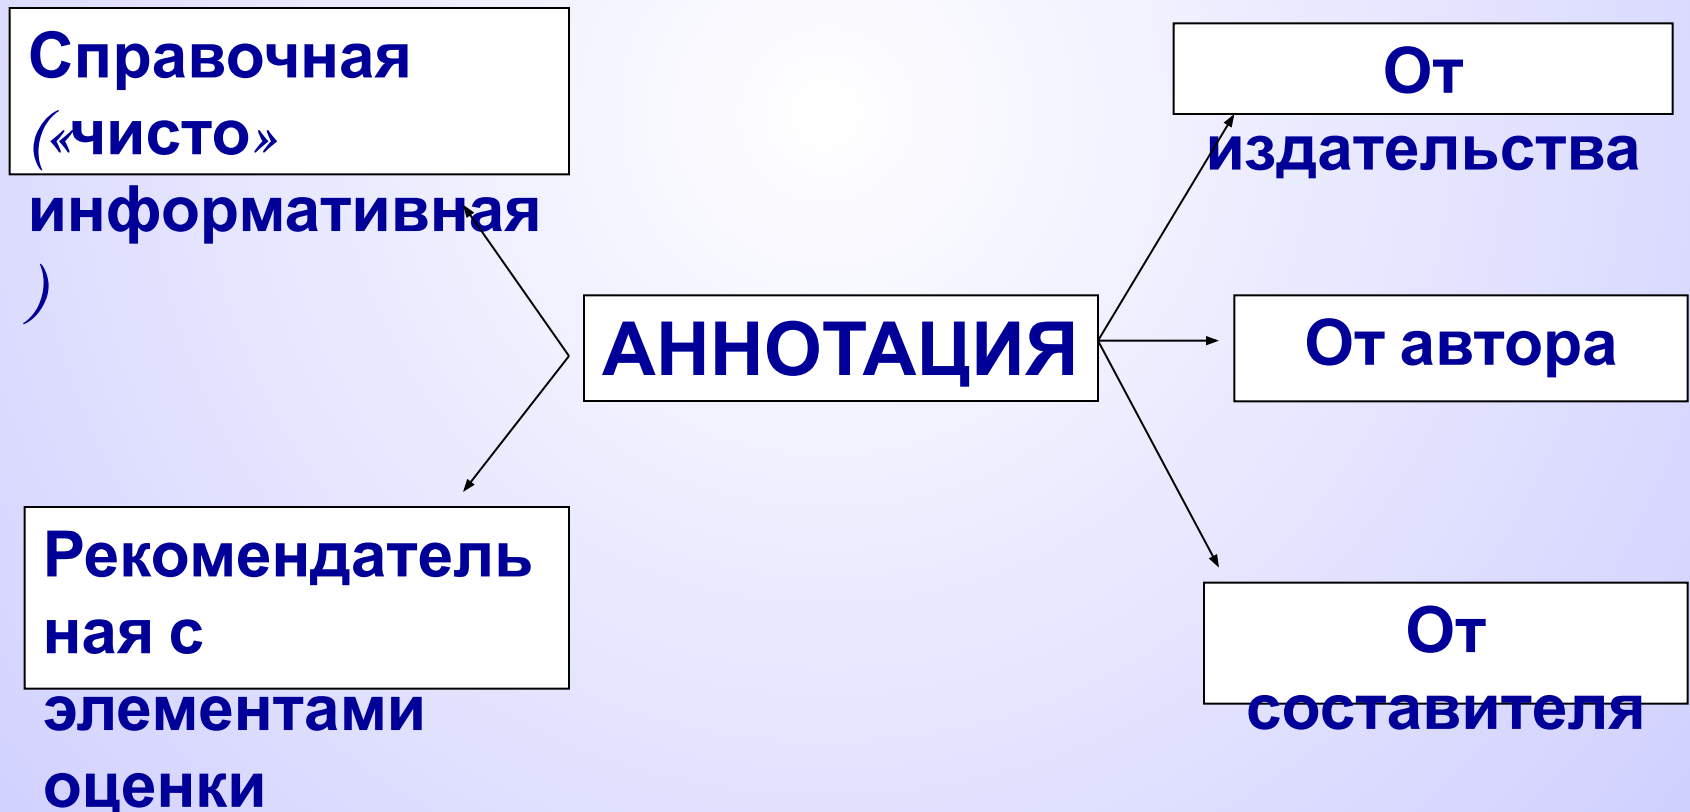 Справочная
(«чисто»
информативная
)
От
издательства
АННОТАЦИЯ
От автора
Рекомендатель
ная с
элементами
оценки
От
составителя